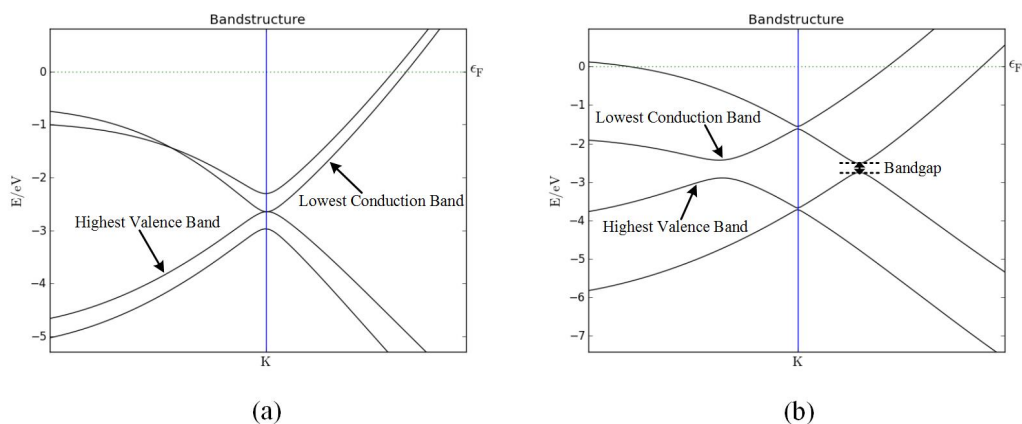 Bandstructure
0
−1
−2
−3
−4
−5
E/eV
K
ϵF
Highest Valence Band
Lowest Conduction Band
(a)
Bandstructure
0
−1
−2
−3
−4
−5
−6
−7
E/eV
K
ϵF
Lowest Conduction Band
Highest Valence Band
Bandgap
(b)